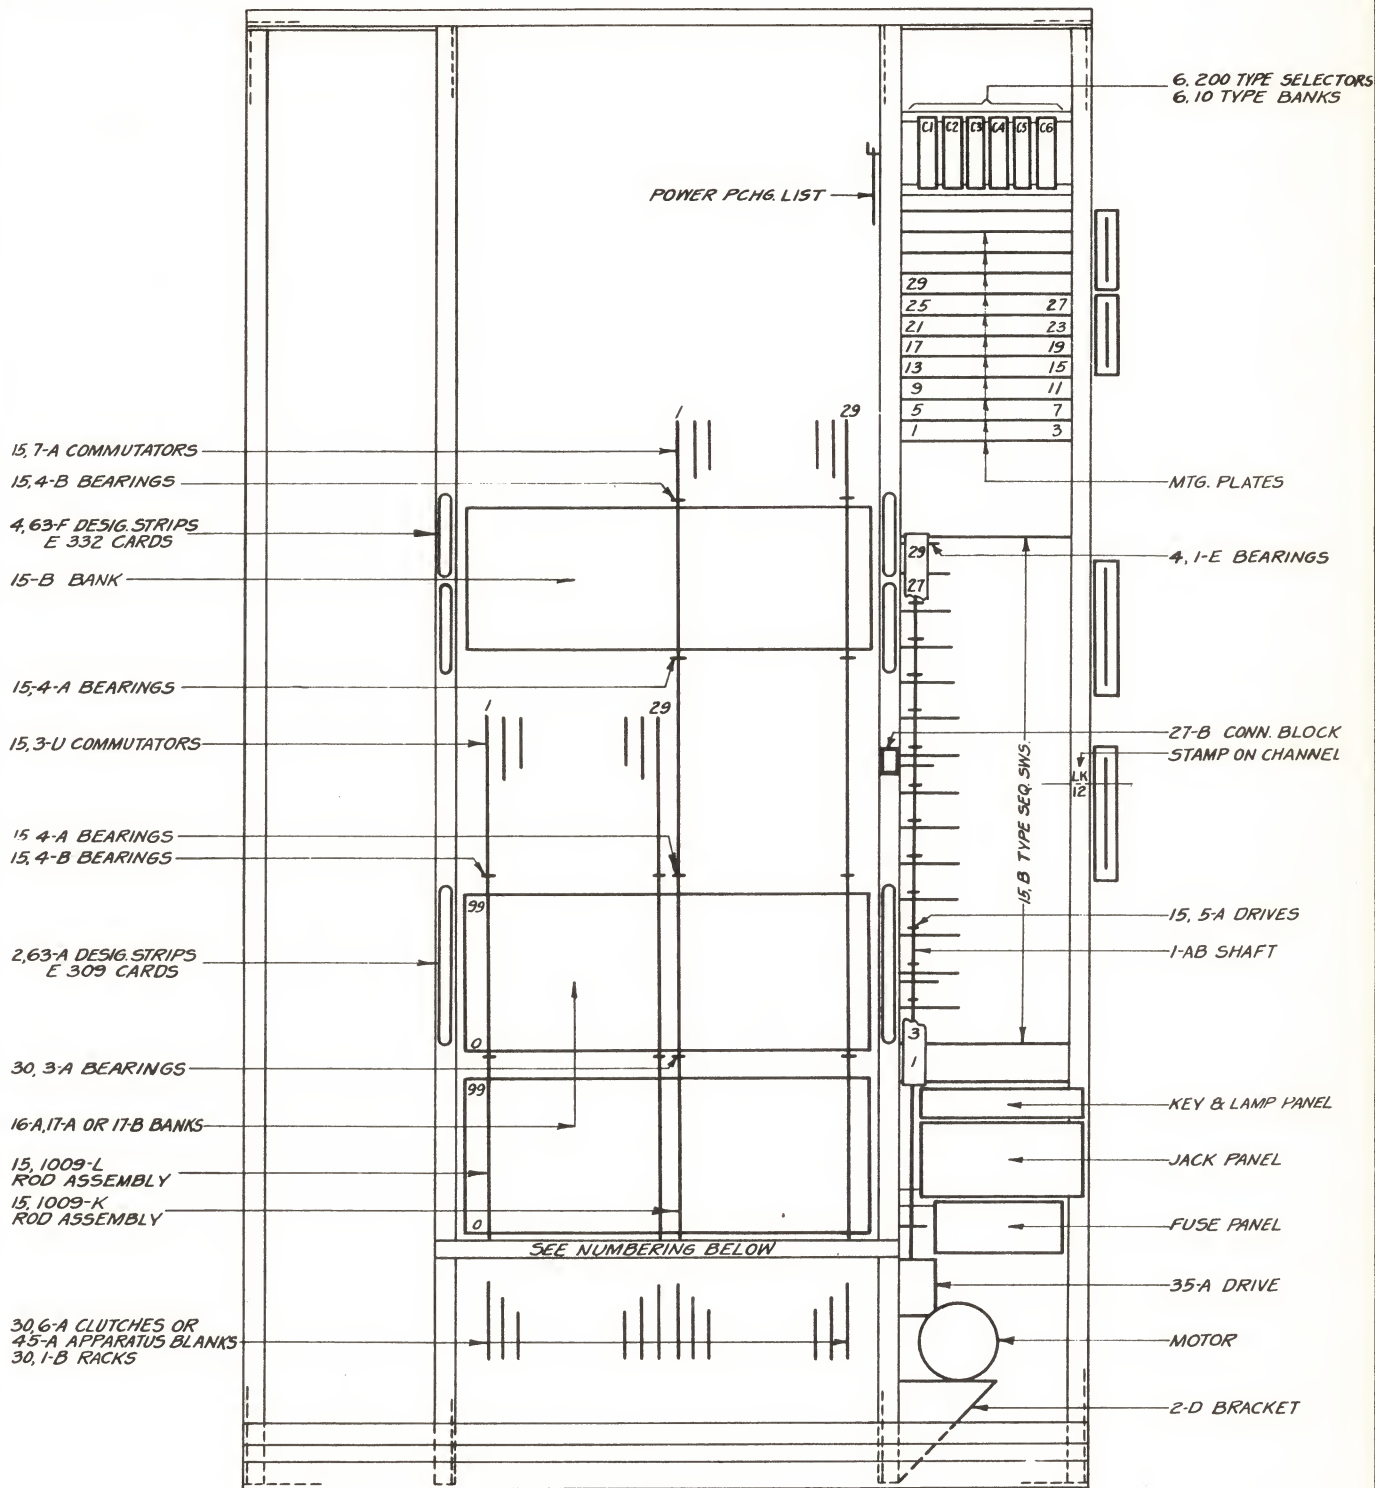 6, 200 TYPE SELECTORS
6, 10 TYPE BANKS
C1 C2 C3 C4 C5 C6
POWER PCHG. LIST
29
25 27
21 23
17 19
13 15
9 11
5 7
1 3
MTG. PLATES
1 29
15, 7-A COMMUTATORS
15, 4-B BEARINGS
4, 63-F DESIG. STRIPS
E 332 CARDS
15-B BANK
29
27
4, 1-E BEARINGS
15,-4-A BEARINGS
1 29
15, 3-U COMMUTATORS
27-B CONN. BLOCK
STAMP ON CHANNEL
LK
12
15, B TYPE SEQ. SWS.
15 4-A BEARINGS
15, 4-B BEARINGS
99
15, 5-A DRIVES
1-AB SHAFT
2, 63-A DESIG. STRIPS
E 309 CARDS
0
3
1
30, 3-A BEARINGS
99
16-A, 17-A OR 17-B BANKS
KEY & LAMP PANEL
15, 1009-L
ROD ASSEMBLY
JACK PANEL
15, 1009-K
ROD ASSEMBLY
0
FUSE PANEL
SEE NUMBERING BELOW
35-A DRIVE
30, 6-A CLUTCHES OR
45-A APPARATUS BLANKS
30, 1-B RACKS
MOTOR
2-D BRACKET